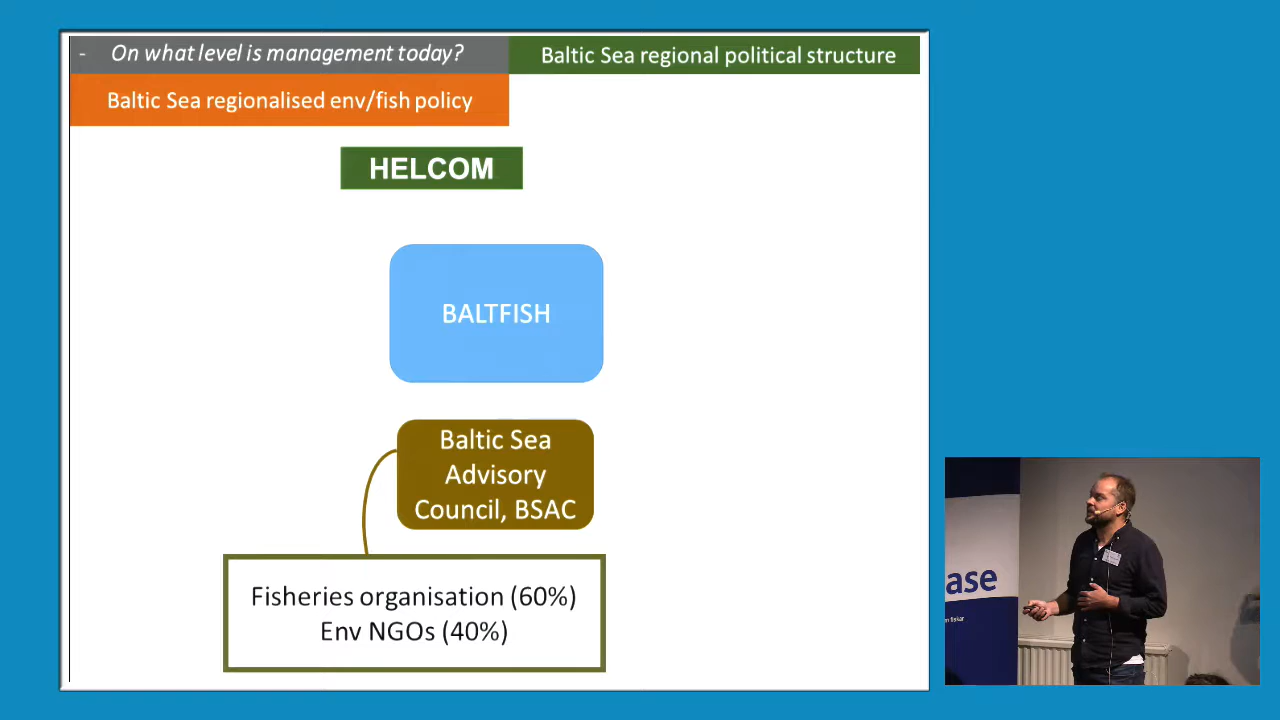 - On what level is management today?
Baltic Sea regional political structure
Baltic Sea regionalised env/fish policy
HELCOM
BALTFISH
Baltic Sea
Advisory
Council, BSAC
Fisheries organisation (60%)
Env NGOs (40%)
ase
fiskar